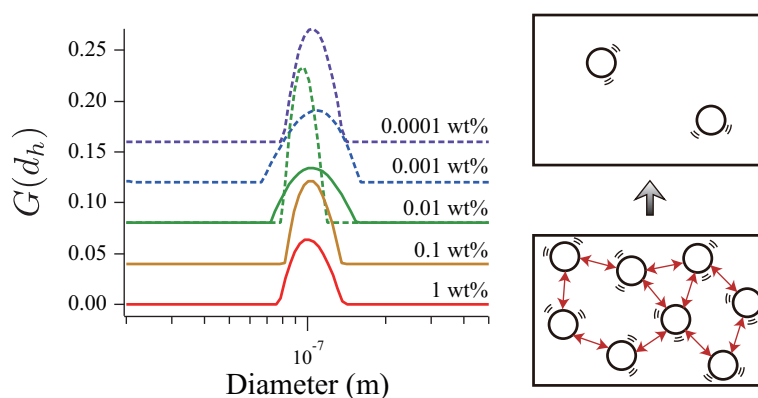 0.25
0.20
0.15
0.10
0.05
0.00
G(d_h)
0.0001 wt%
0.001 wt%
0.01 wt%
0.1 wt%
1 wt%
10^-7
Diameter (m)